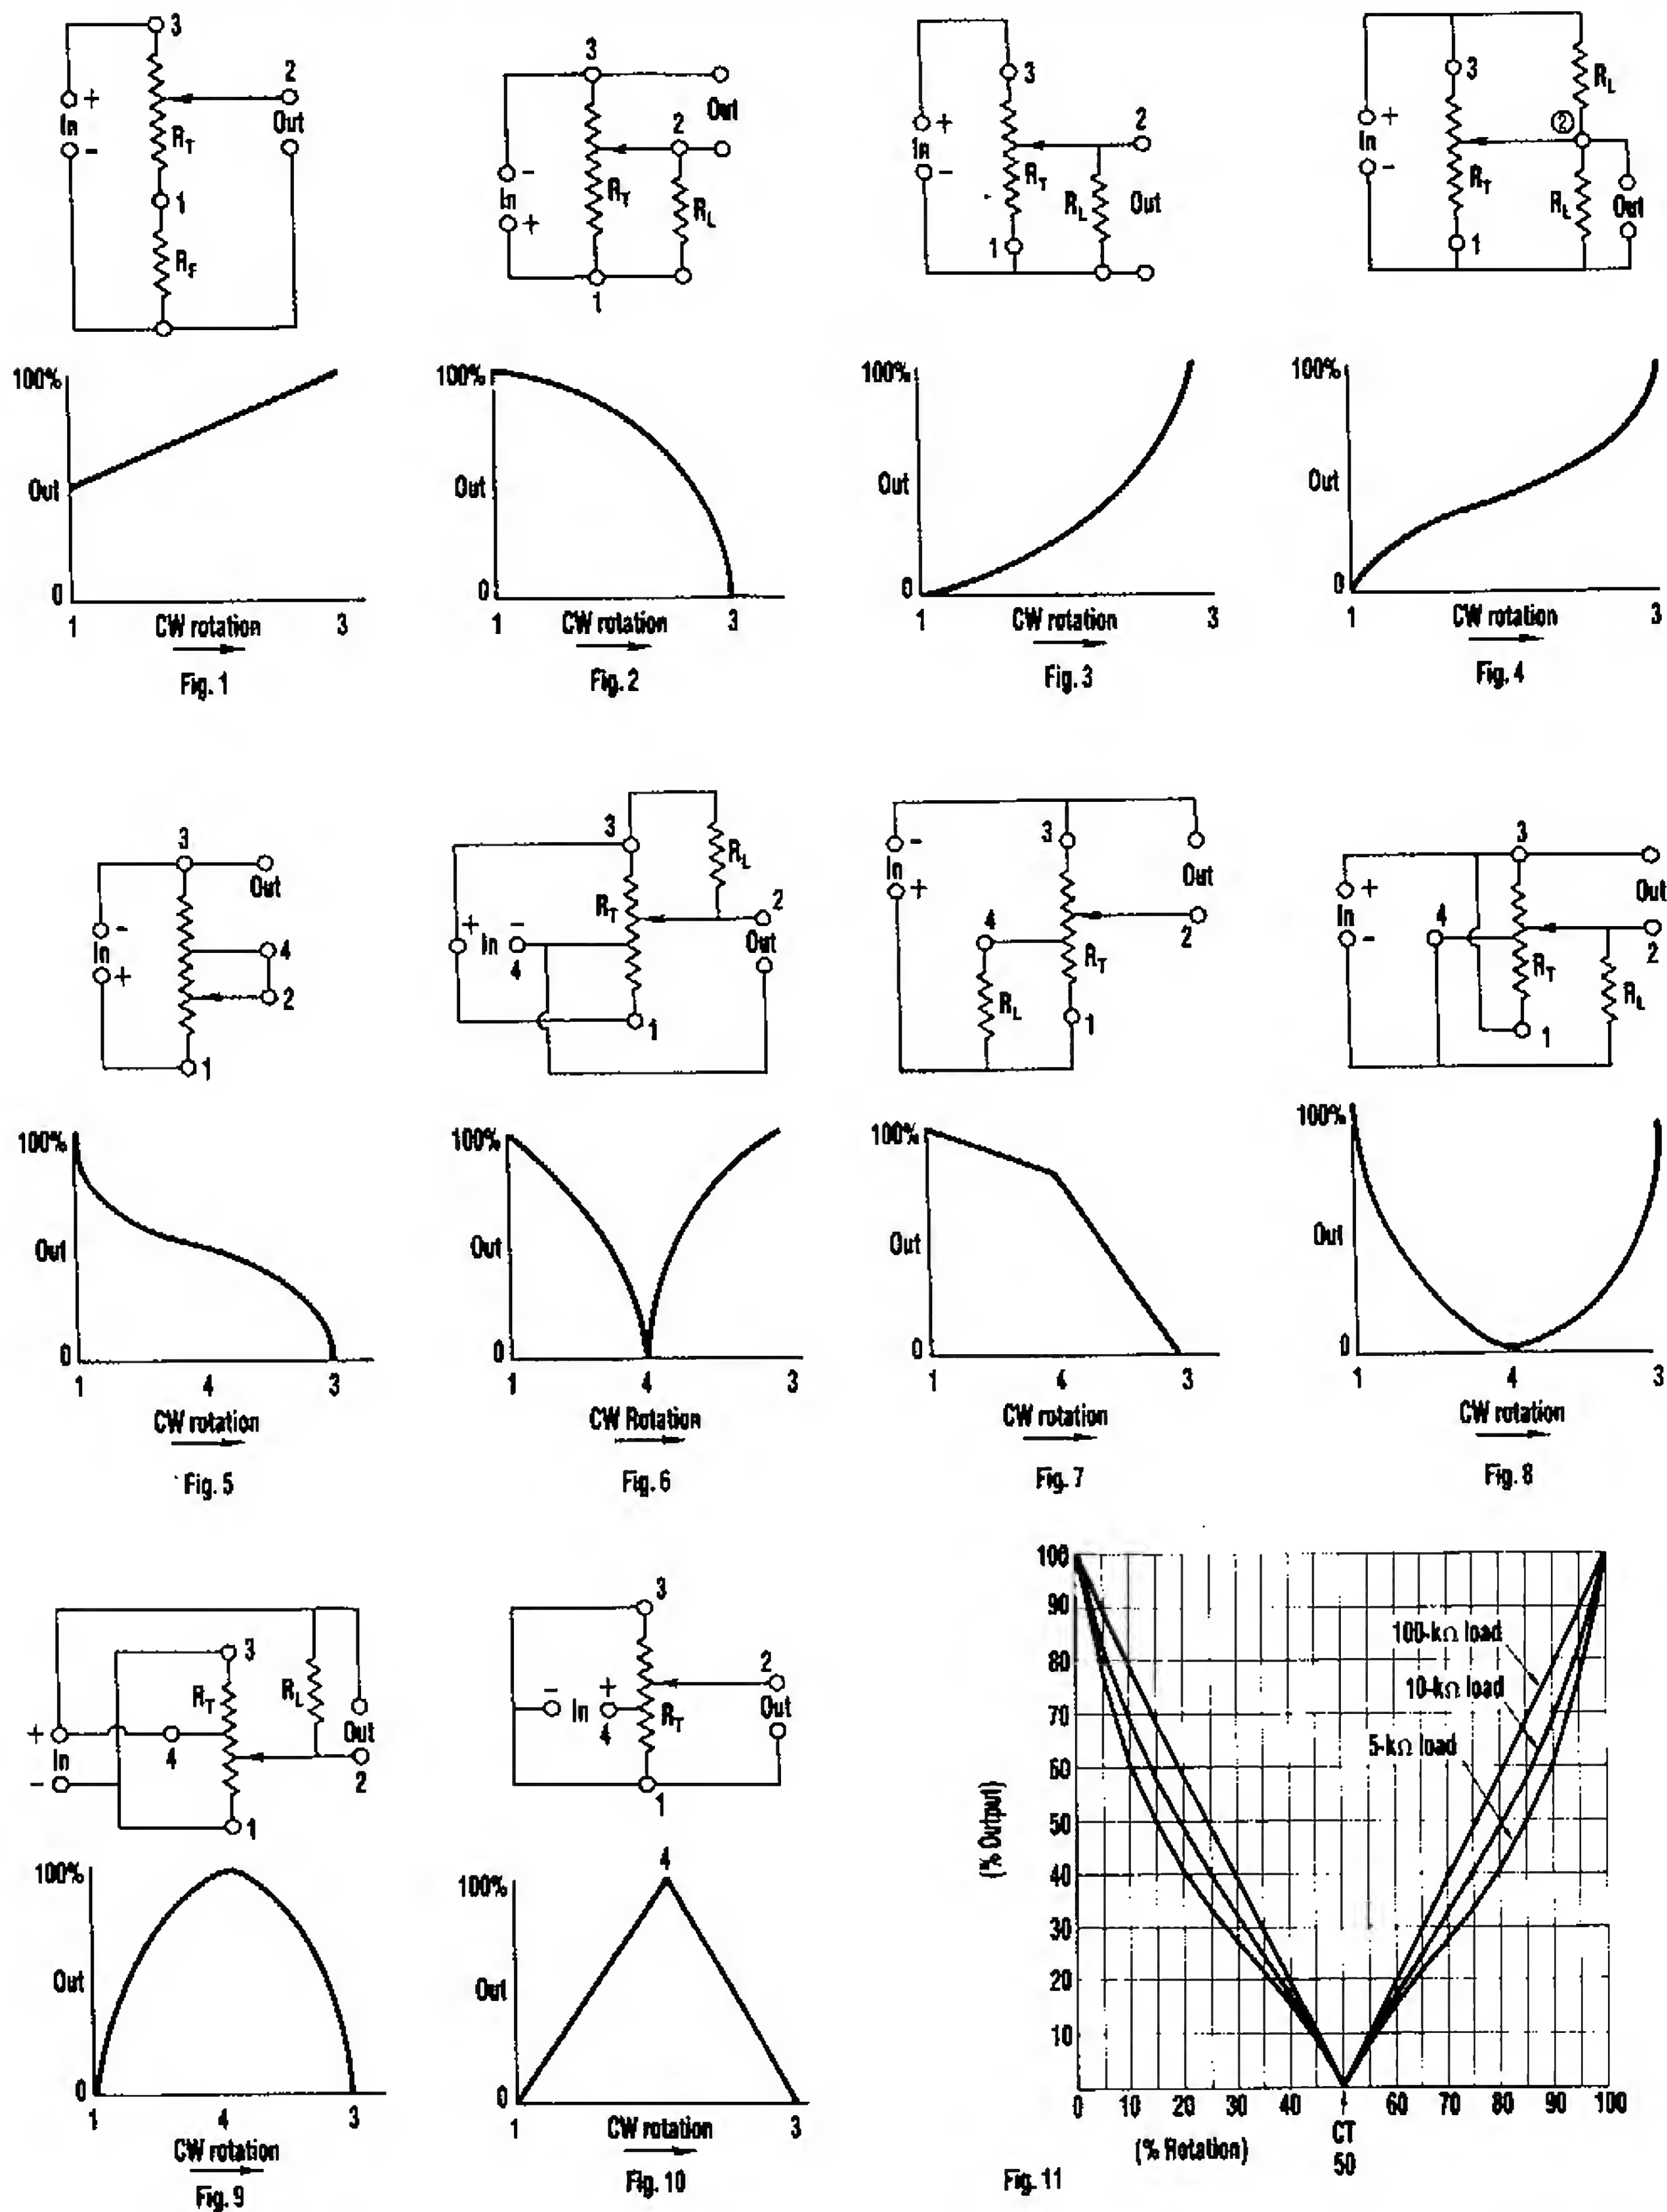 3
+
In
-
2
Out
R_T
1
R_F
100%
Out
0
1
CW rotation
3
Fig. 1
3
Out
2
-
In
+
R_T
R_L
1
100%
Out
0
1
CW rotation
3
Fig. 2
3
+
In
-
2
R_T
R_L
Out
1
100%
Out
0
1
CW rotation
3
Fig. 3
3
R_L
+
In
-
②
R_T
R_L
Out
1
100%
Out
0
1
CW rotation
3
Fig. 4
3
Out
-
In
+
4
2
1
100%
Out
0
1
4
3
CW rotation
Fig. 5
3
R_L
R_T
+
In
-
4
2
Out
1
100%
Out
0
1
4
3
CW Rotation
Fig. 6
-
In
+
3
Out
4
2
R_T
R_L
1
100%
Out
0
1
4
3
CW rotation
Fig. 7
3
+
In
-
Out
4
2
R_T
R_L
1
100%
Out
0
1
4
3
CW rotation
Fig. 8
3
R_T
R_L
+
In
-
4
Out
2
1
100%
Out
0
1
4
3
CW rotation
Fig. 9
3
-
In
+
4
R_T
2
Out
1
4
100%
Out
0
1
CW rotation
3
Fig. 10
100
90
80
70
60
50
40
30
20
10
(% Output)
100-kΩ load
10-kΩ load
5-kΩ load
0 10 20 30 40 60 70 80 90 100
CT
50
(% Rotation)
Fig. 11